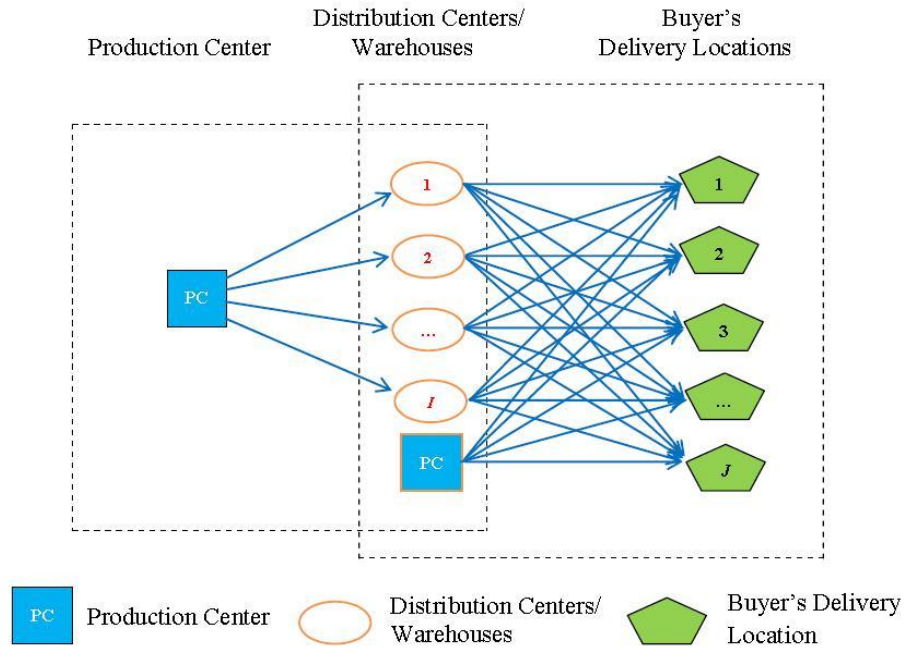 Production Center
Distribution Centers/
Warehouses
Buyer's
Delivery Locations
1
2
...
I
PC
PC
1
2
3
...
J
PC
Production Center
Distribution Centers/
Warehouses
Buyer's Delivery
Location